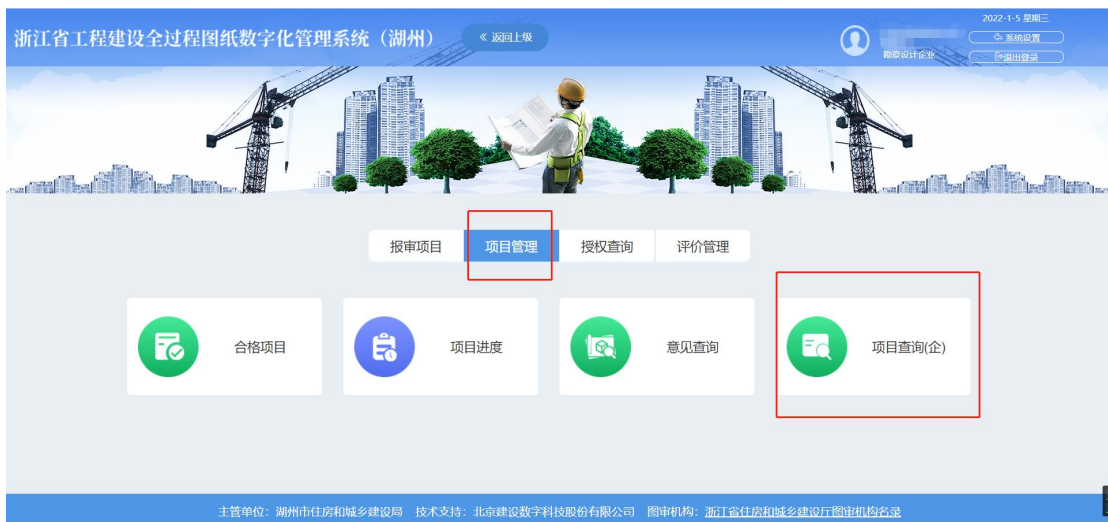 2022-1-5 星期三
浙江省工程建设全过程图纸数字化管理系统（湖州）
《 返回上级
系统设置
勘察设计企业
退出登录
报审项目 项目管理 授权查询 评价管理
合格项目 项目进度 意见查询 项目查询(企)
主管单位：湖州市住房和城乡建设局 技术支持：北京建设数字科技股份有限公司 图审机构：浙江省住房和城乡建设厅图审机构名录